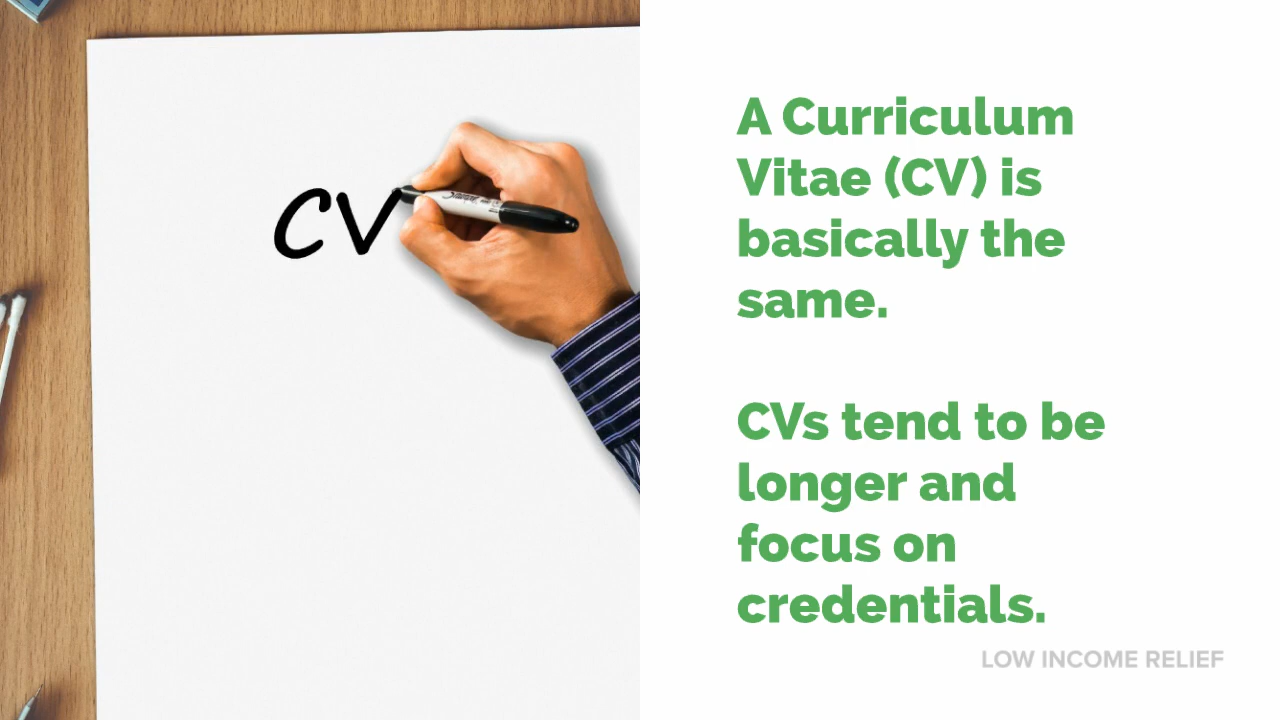 CV
A Curriculum
Vitae (CV) is
basically the
same.
CVs tend to be
longer and
focus on
credentials.
LOW INCOME RELIEF